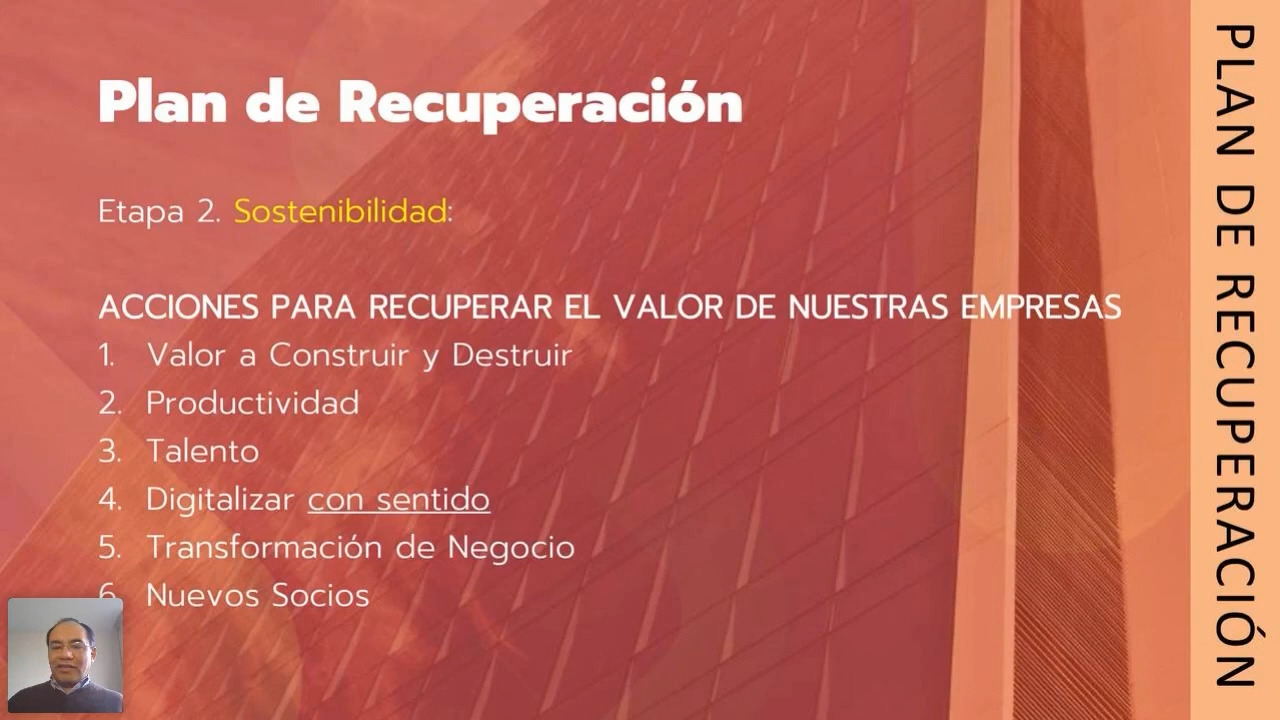 Plan de Recuperación
Etapa 2. Sostenibilidad:
ACCIONES PARA RECUPERAR EL VALOR DE NUESTRAS EMPRESAS
1. Valor a Construir y Destruir
2. Productividad
3. Talento
4. Digitalizar con sentido
5. Transformación de Negocio
6. Nuevos Socios
PLAN DE RECUPERACIÓN